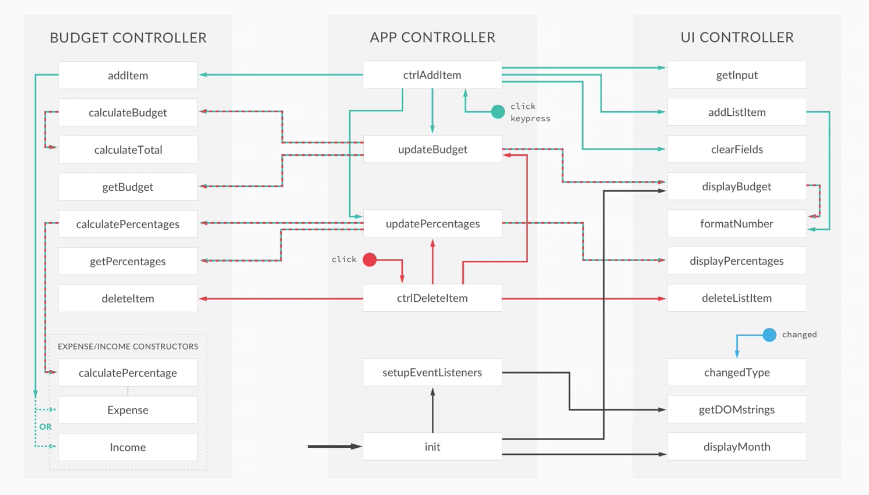 BUDGET CONTROLLER
addItem
calculateBudget
calculateTotal
getBudget
calculatePercentages
getPercentages
deleteItem
EXPENSE/INCOME CONSTRUCTORS
calculatePercentage
Expense
OR
Income
APP CONTROLLER
ctrlAddItem
click
keypress
updateBudget
updatePercentages
click
ctrlDeleteItem
setupEventListeners
init
UI CONTROLLER
getInput
addListItem
clearFields
displayBudget
formatNumber
displayPercentages
deleteListItem
changed
changedType
getDOMstrings
displayMonth